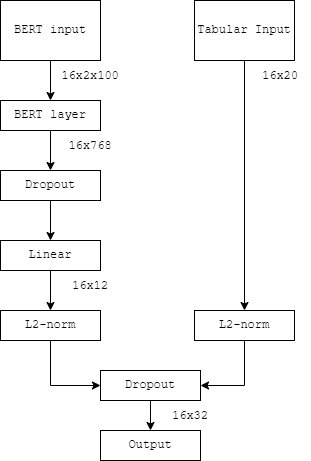 BERT input
Tabular Input
16x2x100
16x20
BERT layer
16x768
Dropout
Linear
16x12
L2-norm
L2-norm
Dropout
16x32
Output